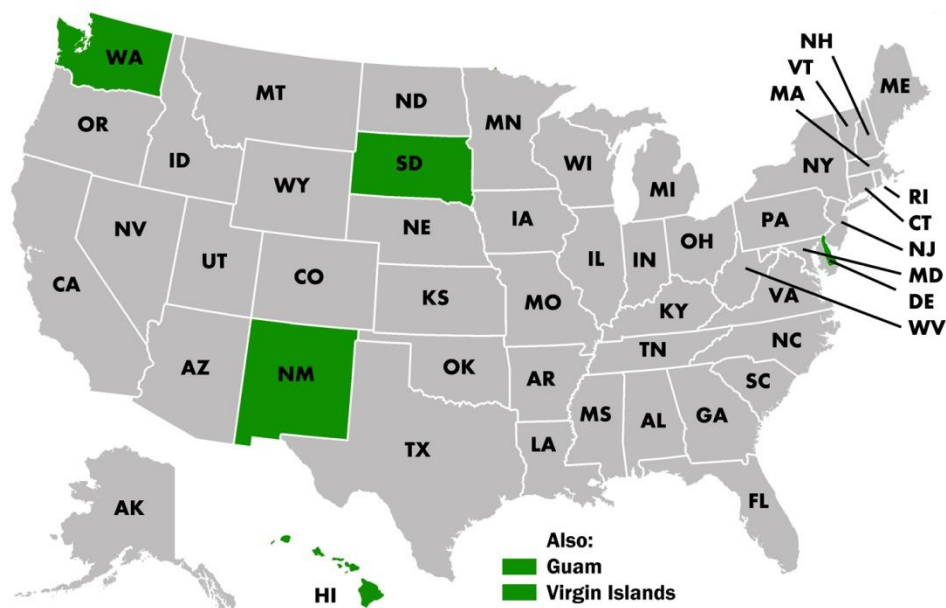 WA
MT
ND
MN
OR
ID
WY
SD
WI
MI
NH
VT
MA
ME
NY
RI
CT
NJ
MD
DE
WV
PA
NV
UT
CO
NE
IA
IL
IN
OH
CA
KS
MO
KY
VA
AZ
NM
OK
AR
TN
NC
SC
TX
LA
MS
AL
GA
FL
AK
HI
Also:
Guam
Virgin Islands